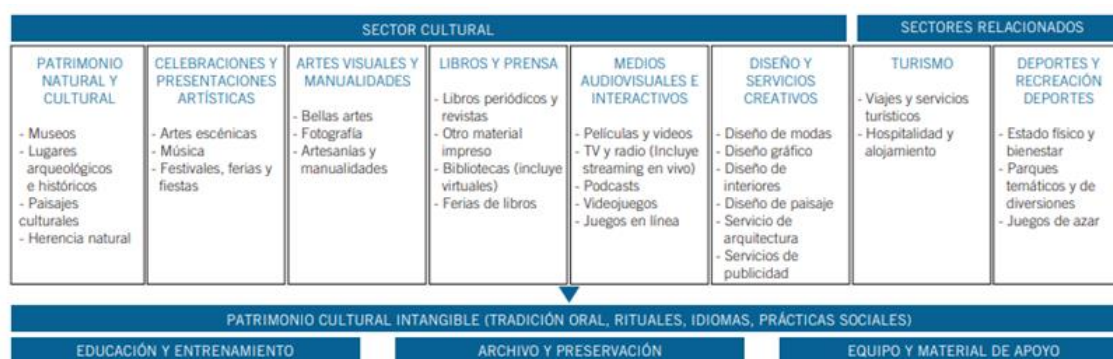 SECTOR CULTURAL
SECTORES RELACIONADOS
PATRIMONIO
NATURAL Y
CULTURAL
- Museos
- Lugares
arqueológicos
e históricos
- Paisajes
culturales
- Herencia natural
CELEBRACIONES Y
PRESENTACIONES
ARTÍSTICAS
- Artes escénicas
- Música
- Festivales, ferias y
fiestas
ARTES VISUALES Y
MANUALIDADES
- Bellas artes
- Fotografía
- Artesanías y
manualidades
LIBROS Y PRENSA
- Libros periódicos y
revistas
- Otro material
impreso
- Bibliotecas (incluye
virtuales)
- Ferias de libros
MEDIOS
AUDIOVISUALES E
INTERACTIVOS
- Películas y videos
- TV y radio (Incluye
streaming en vivo)
- Podcasts
- Videojuegos
- Juegos en línea
DISEÑO Y
SERVICIOS
CREATIVOS
- Diseño de modas
- Diseño gráfico
- Diseño de
interiores
- Diseño de paisaje
- Servicio de
arquitectura
- Servicios de
publicidad
TURISMO
- Viajes y servicios
turísticos
- Hospitalidad y
alojamiento
DEPORTES Y
RECREACIÓN
DEPORTES
- Estado físico y
bienestar
- Parques
temáticos y de
diversiones
- Juegos de azar
PATRIMONIO CULTURAL INTANGIBLE (TRADICIÓN ORAL, RITUALES, IDIOMAS, PRÁCTICAS SOCIALES)
EDUCACIÓN Y ENTRENAMIENTO
ARCHIVO Y PRESERVACIÓN
EQUIPO Y MATERIAL DE APOYO